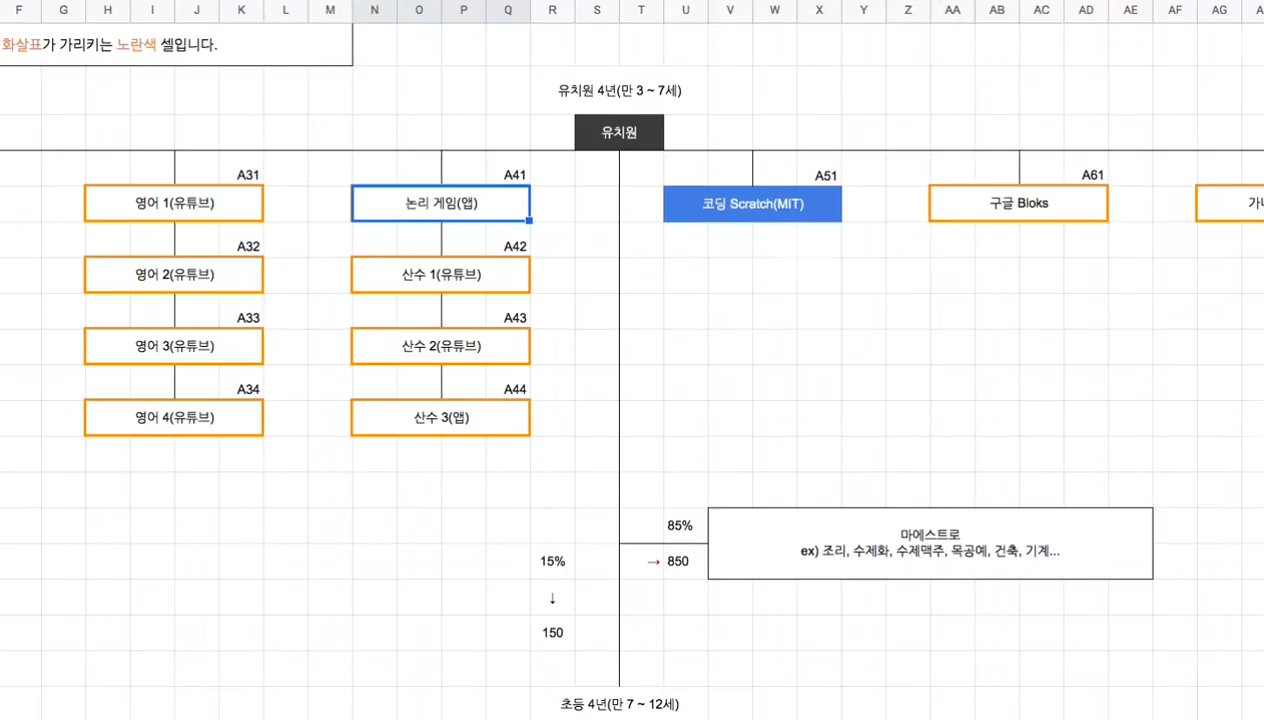 F G H I J K L M N O P Q R S T U V W X Y Z AA AB AC AD AE AF AG
화살표가 가리키는 노란색 셀입니다.
유치원 4년(만 3 ~ 7세)
유치원
A31 A41 A51 A61
영어 1(유튜브) 논리 게임(앱) 코딩 Scratch(MIT) 구글 Bloks
A32 A42
영어 2(유튜브) 산수 1(유튜브)
A33 A43
영어 3(유튜브) 산수 2(유튜브)
A34 A44
영어 4(유튜브) 산수 3(앱)
85%
마에스트로
ex) 조리, 수제화, 수제맥주, 목공예, 건축, 기계...
15% → 850
↓
150
초등 4년(만 7 ~ 12세)